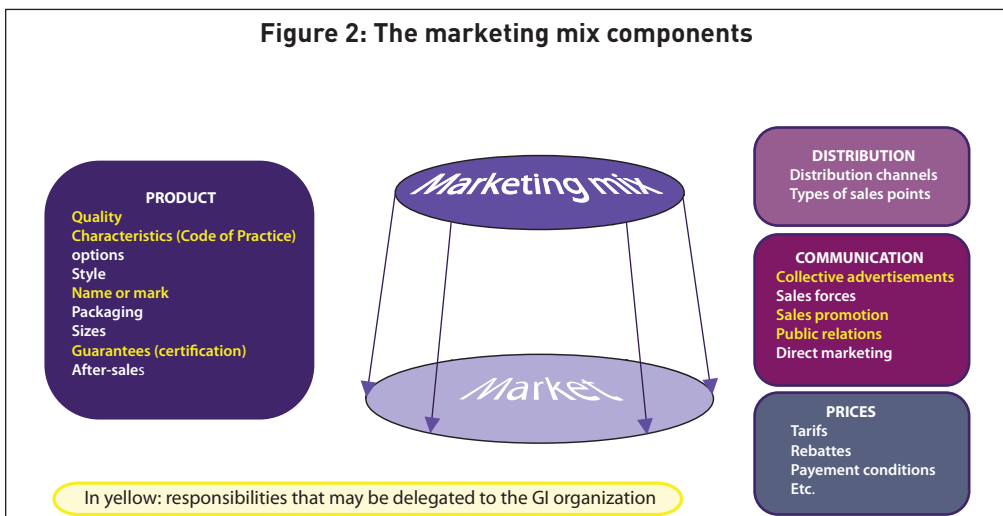 Figure 2: The marketing mix components
PRODUCT
Quality
Characteristics (Code of Practice)
options
Style
Name or mark
Packaging
Sizes
Guarantees (certification)
After-sales
Marketing mix
Market
DISTRIBUTION
Distribution channels
Types of sales points
COMMUNICATION
Collective advertisements
Sales forces
Sales promotion
Public relations
Direct marketing
PRICES
Tarifs
Rebattes
Payement conditions
Etc.
In yellow: responsibilities that may be delegated to the GI organization